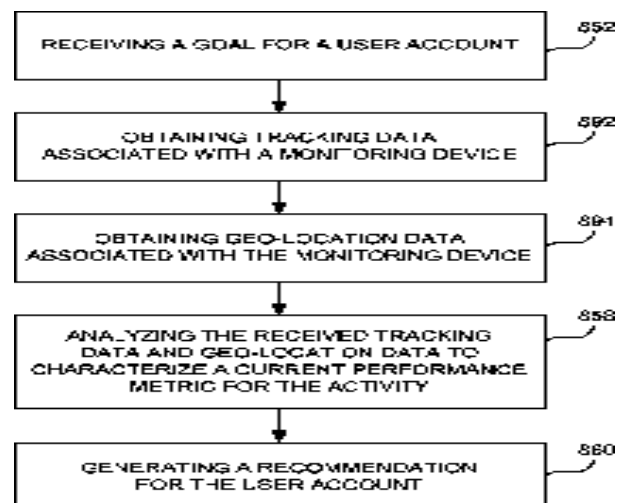 RECEIVING A GOAL FOR A USER ACCOUNT
852
OBTAINING TRACKING DATA
ASSOCIATED WITH A MONITORING DEVICE
892
OBTAINING GEO-LOCATION DATA
ASSOCIATED WITH THE MONITORING DEVICE
891
ANALYZING THE RECEIVED TRACKING
DATA AND GEO-LOCATION DATA TO
CHARACTERIZE A CURRENT PERFORMANCE
METRIC FOR THE ACTIVITY
858
GENERATING A RECOMMENDATION
FOR THE USER ACCOUNT
860